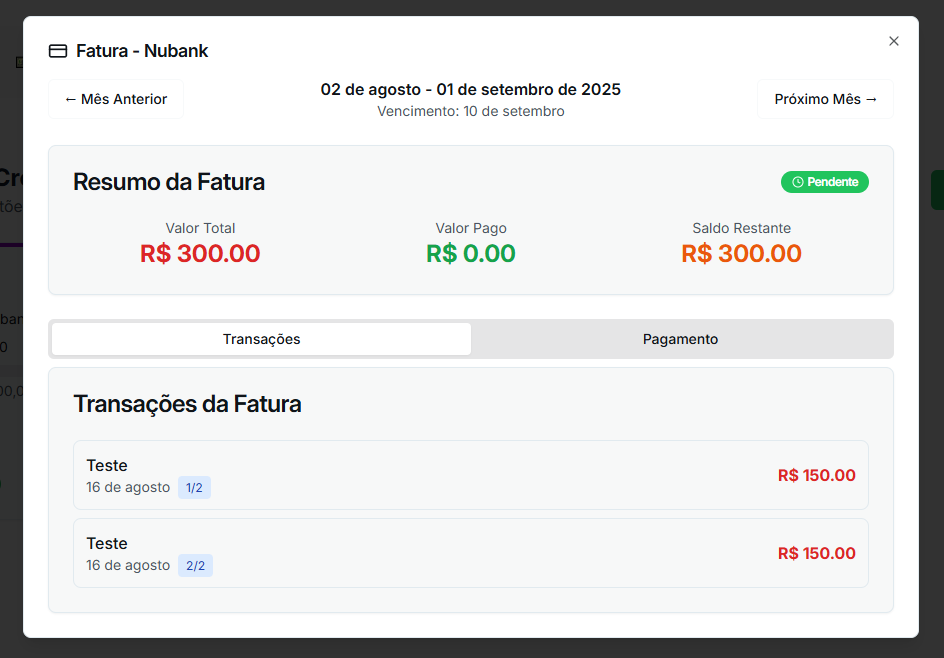 Fatura - Nubank
← Mês Anterior
02 de agosto - 01 de setembro de 2025
Vencimento: 10 de setembro
Próximo Mês →
Resumo da Fatura
Pendente
Valor Total
R$ 300.00
Valor Pago
R$ 0.00
Saldo Restante
R$ 300.00
Transações
Pagamento
Transações da Fatura
Teste
16 de agosto 1/2
R$ 150.00
Teste
16 de agosto 2/2
R$ 150.00